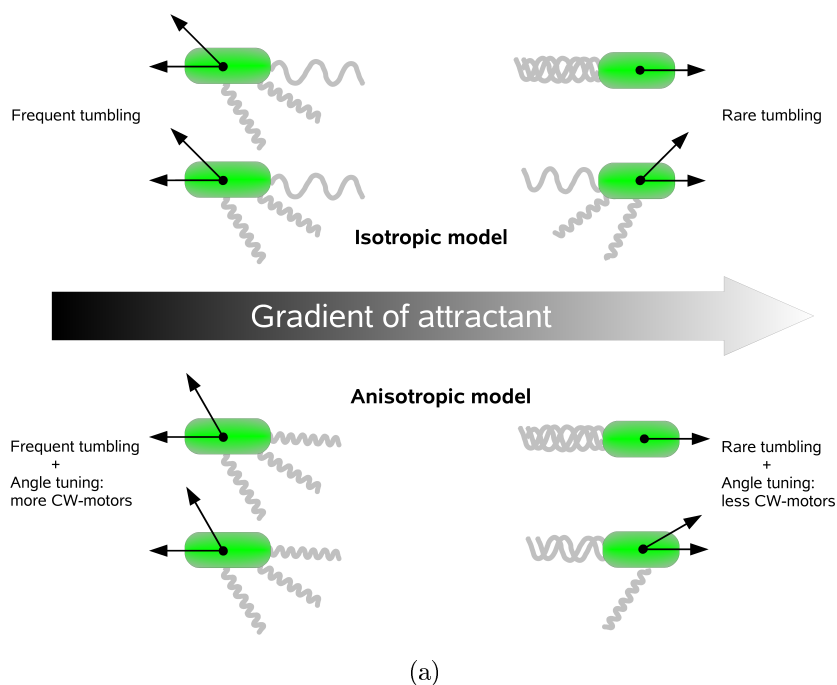 Frequent tumbling
Rare tumbling
Isotropic model
Gradient of attractant
Anisotropic model
Frequent tumbling
+
Angle tuning:
more CW-motors
Rare tumbling
+
Angle tuning:
less CW-motors
(a)